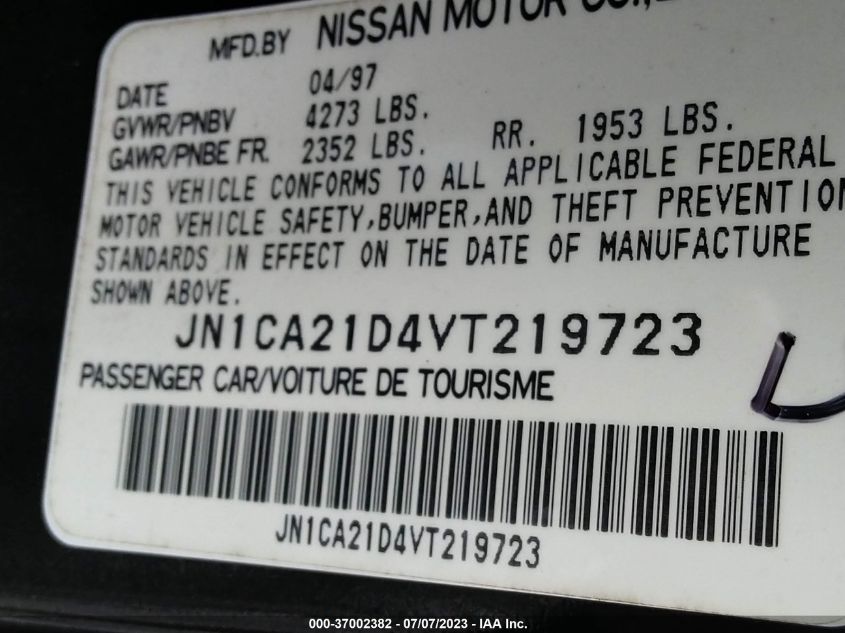 MFD.BY NISSAN MOTOR CO.,
DATE 04/97
GVWR/PNBV 4273 LBS.
GAWR/PNBE FR. 2352 LBS. RR. 1953 LBS.
THIS VEHICLE CONFORMS TO ALL APPLICABLE FEDERAL
MOTOR VEHICLE SAFETY,BUMPER,AND THEFT PREVENTION
STANDARDS IN EFFECT ON THE DATE OF MANUFACTURE
SHOWN ABOVE.
JN1CA21D4VT219723
PASSENGER CAR/VOITURE DE TOURISME
JN1CA21D4VT219723
000-37002382 - 07/07/2023 - IAA Inc.